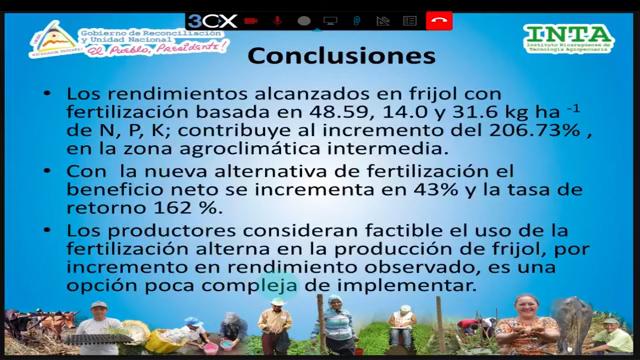 3CX
Gobierno de Reconciliación
y Unidad Nacional
El Pueblo, Presidente!
INTA
Instituto Nicaragüense de
Tecnología Agropecuaria
Conclusiones
• Los rendimientos alcanzados en frijol con
fertilización basada en 48.59, 14.0 y 31.6 kg ha -1
de N, P, K; contribuye al incremento del 206.73% ,
en la zona agroclimática intermedia.
• Con la nueva alternativa de fertilización el
beneficio neto se incrementa en 43% y la tasa de
retorno 162 %.
• Los productores consideran factible el uso de la
fertilización alterna en la producción de frijol, por
incremento en rendimiento observado, es una
opción poca compleja de implementar.